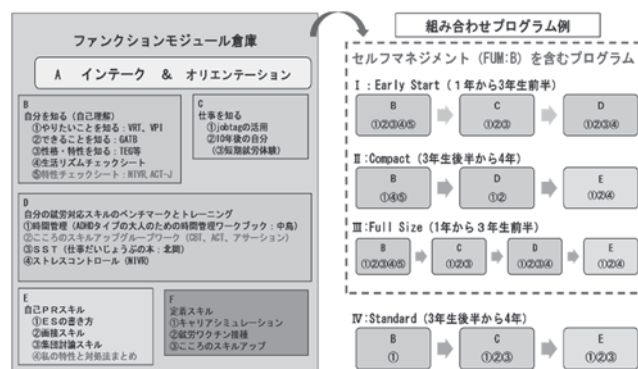 ファンクションモジュール倉庫
A インテーク & オリエンテーション
B
自分を知る(自己理解)
①やりたいことを知る:VRT、VPI
②できることを知る:GATB
③性格・特性を知る:TEG等
④生活リズムチェックシート
⑤特性チェックシート:NIVR、ACT-J
C
仕事を知る
①jobtagの活用
②10年後の自分
(③短期就労体験)
D
自分の就労対応スキルのベンチマークとトレーニング
①時間管理(ADHDタイプの大人のための時間管理ワークブック:中島)
②こころのスキルアップグループワーク(CBT、ACT、アサーション)
③SST(仕事だいじょうぶの本:北岡)
④ストレスコントロール(NIVR)
E
自己PRスキル
①ESの書き方
②面接スキル
③集団討論スキル
④私の特性と対処法まとめ
F
定着スキル
①キャリアシミュレーション
②就労ワクチン接種
③こころのスキルアップ
組み合わせプログラム例
セルフマネジメント(FUM:B)を含むプログラム
Ⅰ:Early Start(1年から3年生前半)
B
①②③④⑤
C
①②③
D
①②③④
Ⅱ:Compact(3年生後半から4年)
B
①④⑤
D
①②
E
①②④
Ⅲ:Full Size(1年から3年生前半)
B
①②③④⑤
C
①②③
D
①②③④
E
①②④
Ⅳ:Standard(3年生後半から4年)
B
①
C
①②③
E
①②③